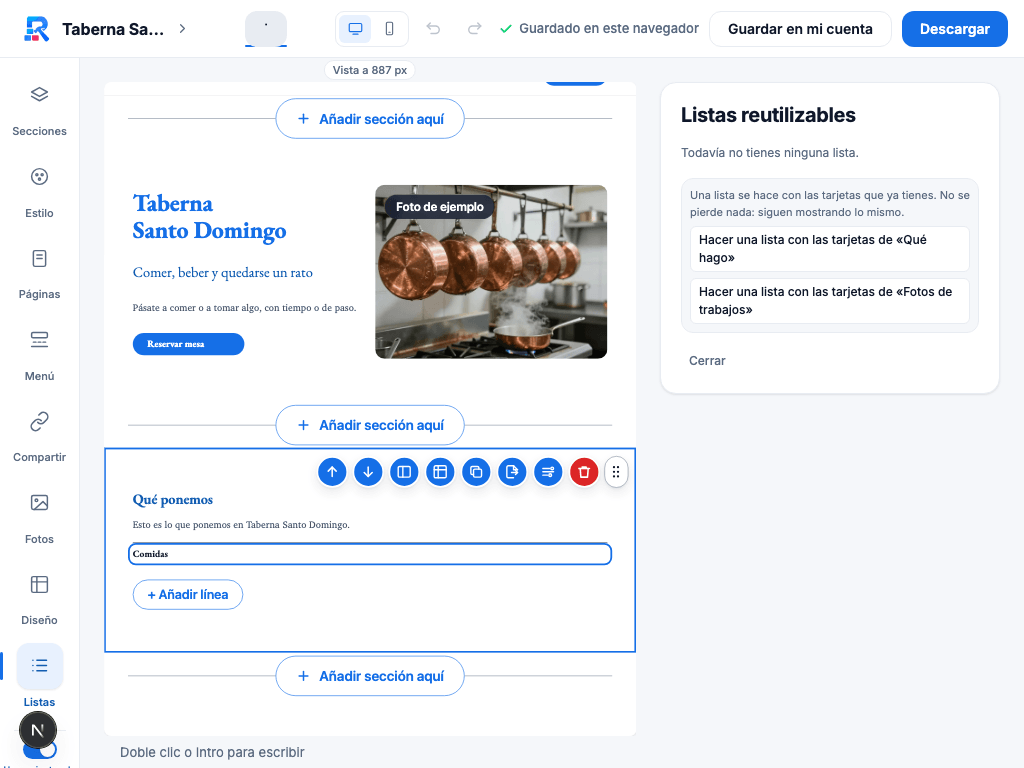 Taberna Sa...
Guardado en este navegador
Guardar en mi cuenta
Descargar
Vista a 887 px
Secciones
Estilo
Páginas
Menú
Compartir
Fotos
Diseño
Listas
N
Añadir sección aquí
Taberna
Santo Domingo
Comer, beber y quedarse un rato
Pásate a comer o a tomar algo, con tiempo o de paso.
Reservar mesa
Foto de ejemplo
Añadir sección aquí
Qué ponemos
Esto es lo que ponemos en Taberna Santo Domingo.
Comidas
+ Añadir línea
Añadir sección aquí
Doble clic o Intro para escribir
Listas reutilizables
Todavía no tienes ninguna lista.
Una lista se hace con las tarjetas que ya tienes. No se
pierde nada: siguen mostrando lo mismo.
Hacer una lista con las tarjetas de «Qué
hago»
Hacer una lista con las tarjetas de «Fotos de
trabajos»
Cerrar